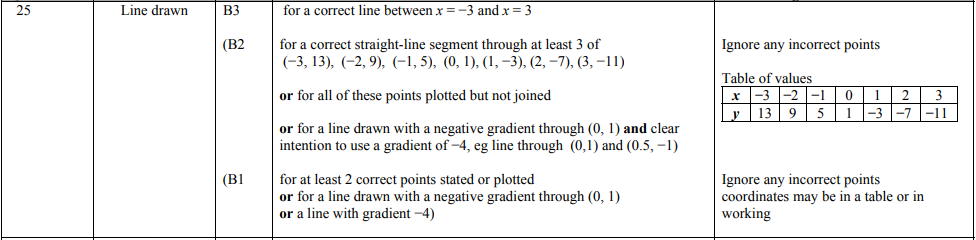 25 Line drawn B3 for a correct line between x = −3 and x = 3
(B2 for a correct straight-line segment through at least 3 of Ignore any incorrect points
(−3, 13), (−2, 9), (−1, 5), (0, 1), (1, −3), (2, −7), (3, −11)
Table of values
or for all of these points plotted but not joined
x −3 −2 −1 0 1 2 3
y 13 9 5 1 −3 −7 −11
or for a line drawn with a negative gradient through (0, 1) and clear
intention to use a gradient of −4, eg line through (0,1) and (0.5, −1)
(B1 for at least 2 correct points stated or plotted Ignore any incorrect points
or for a line drawn with a negative gradient through (0, 1) coordinates may be in a table or in
or a line with gradient −4) working